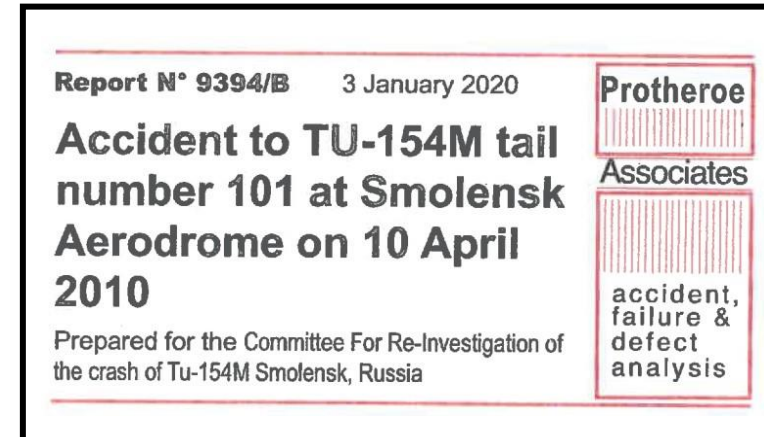 Report N° 9394/B 3 January 2020
Accident to TU-154M tail
number 101 at Smolensk
Aerodrome on 10 April
2010
Prepared for the Committee For Re-Investigation of
the crash of Tu-154M Smolensk, Russia
Protheroe
Associates
accident,
failure &
defect
analysis